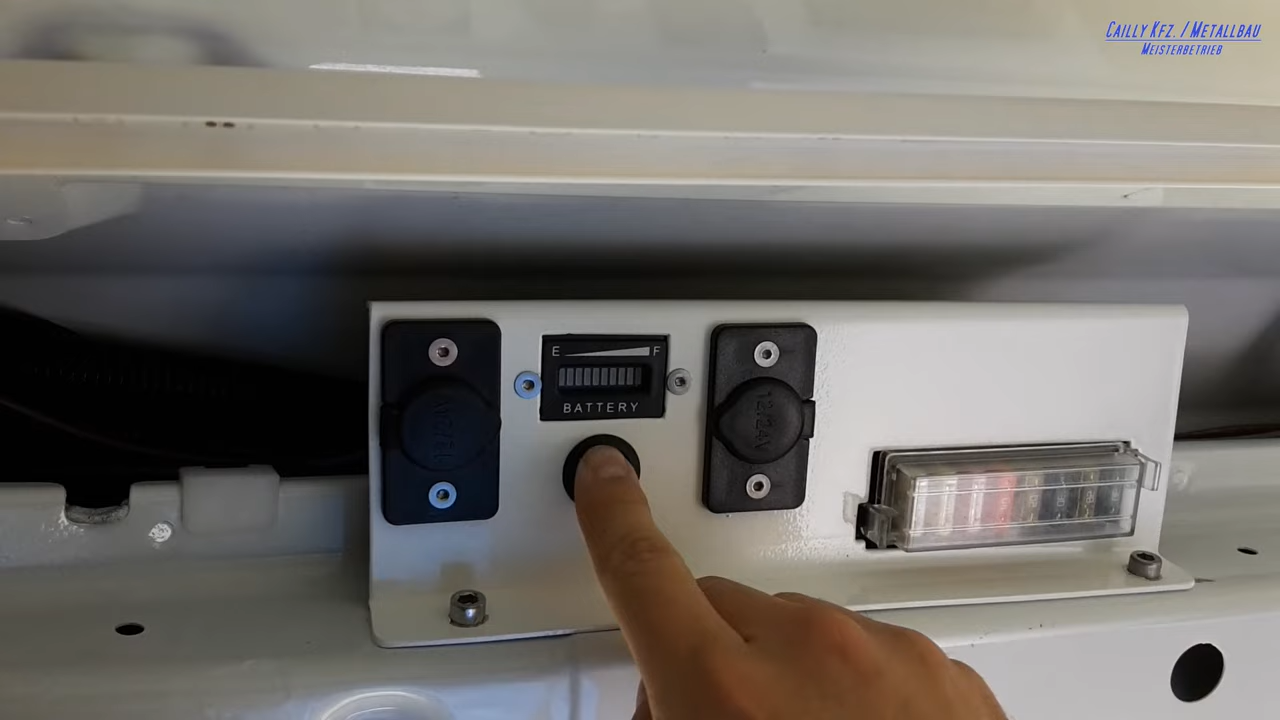 CAILLY KFZ. / METALLBAU
MEISTERBETRIEB
E F
BATTERY
12/24V